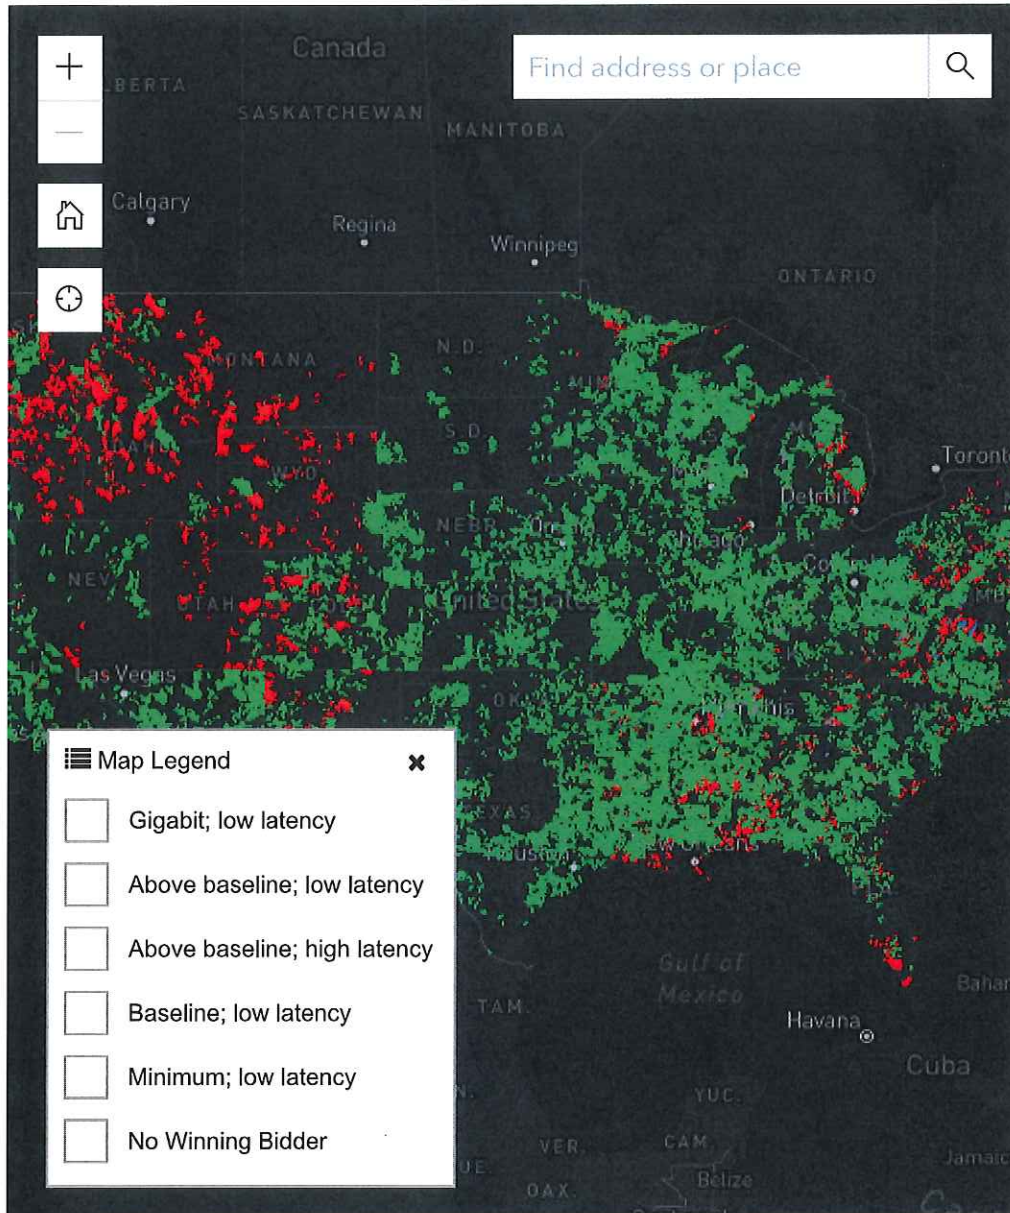 Canada
Find address or place
SASKATCHEWAN
MANITOBA
Calgary
Regina
Winnipeg
ONTARIO
MONTANA
N.D.
S.D.
WYO.
Toronto
Detroit
NEBR.
Chicago
NEV.
UTAH
United States
Las Vegas
Memphis
Map Legend
Gigabit; low latency
Above baseline; low latency
Above baseline; high latency
Baseline; low latency
Minimum; low latency
No Winning Bidder
TEXAS
Houston
New Orleans
Gulf of
Mexico
TAM.
Havana
Cuba
YUC.
VER.
CAM.
Belize
OAX.